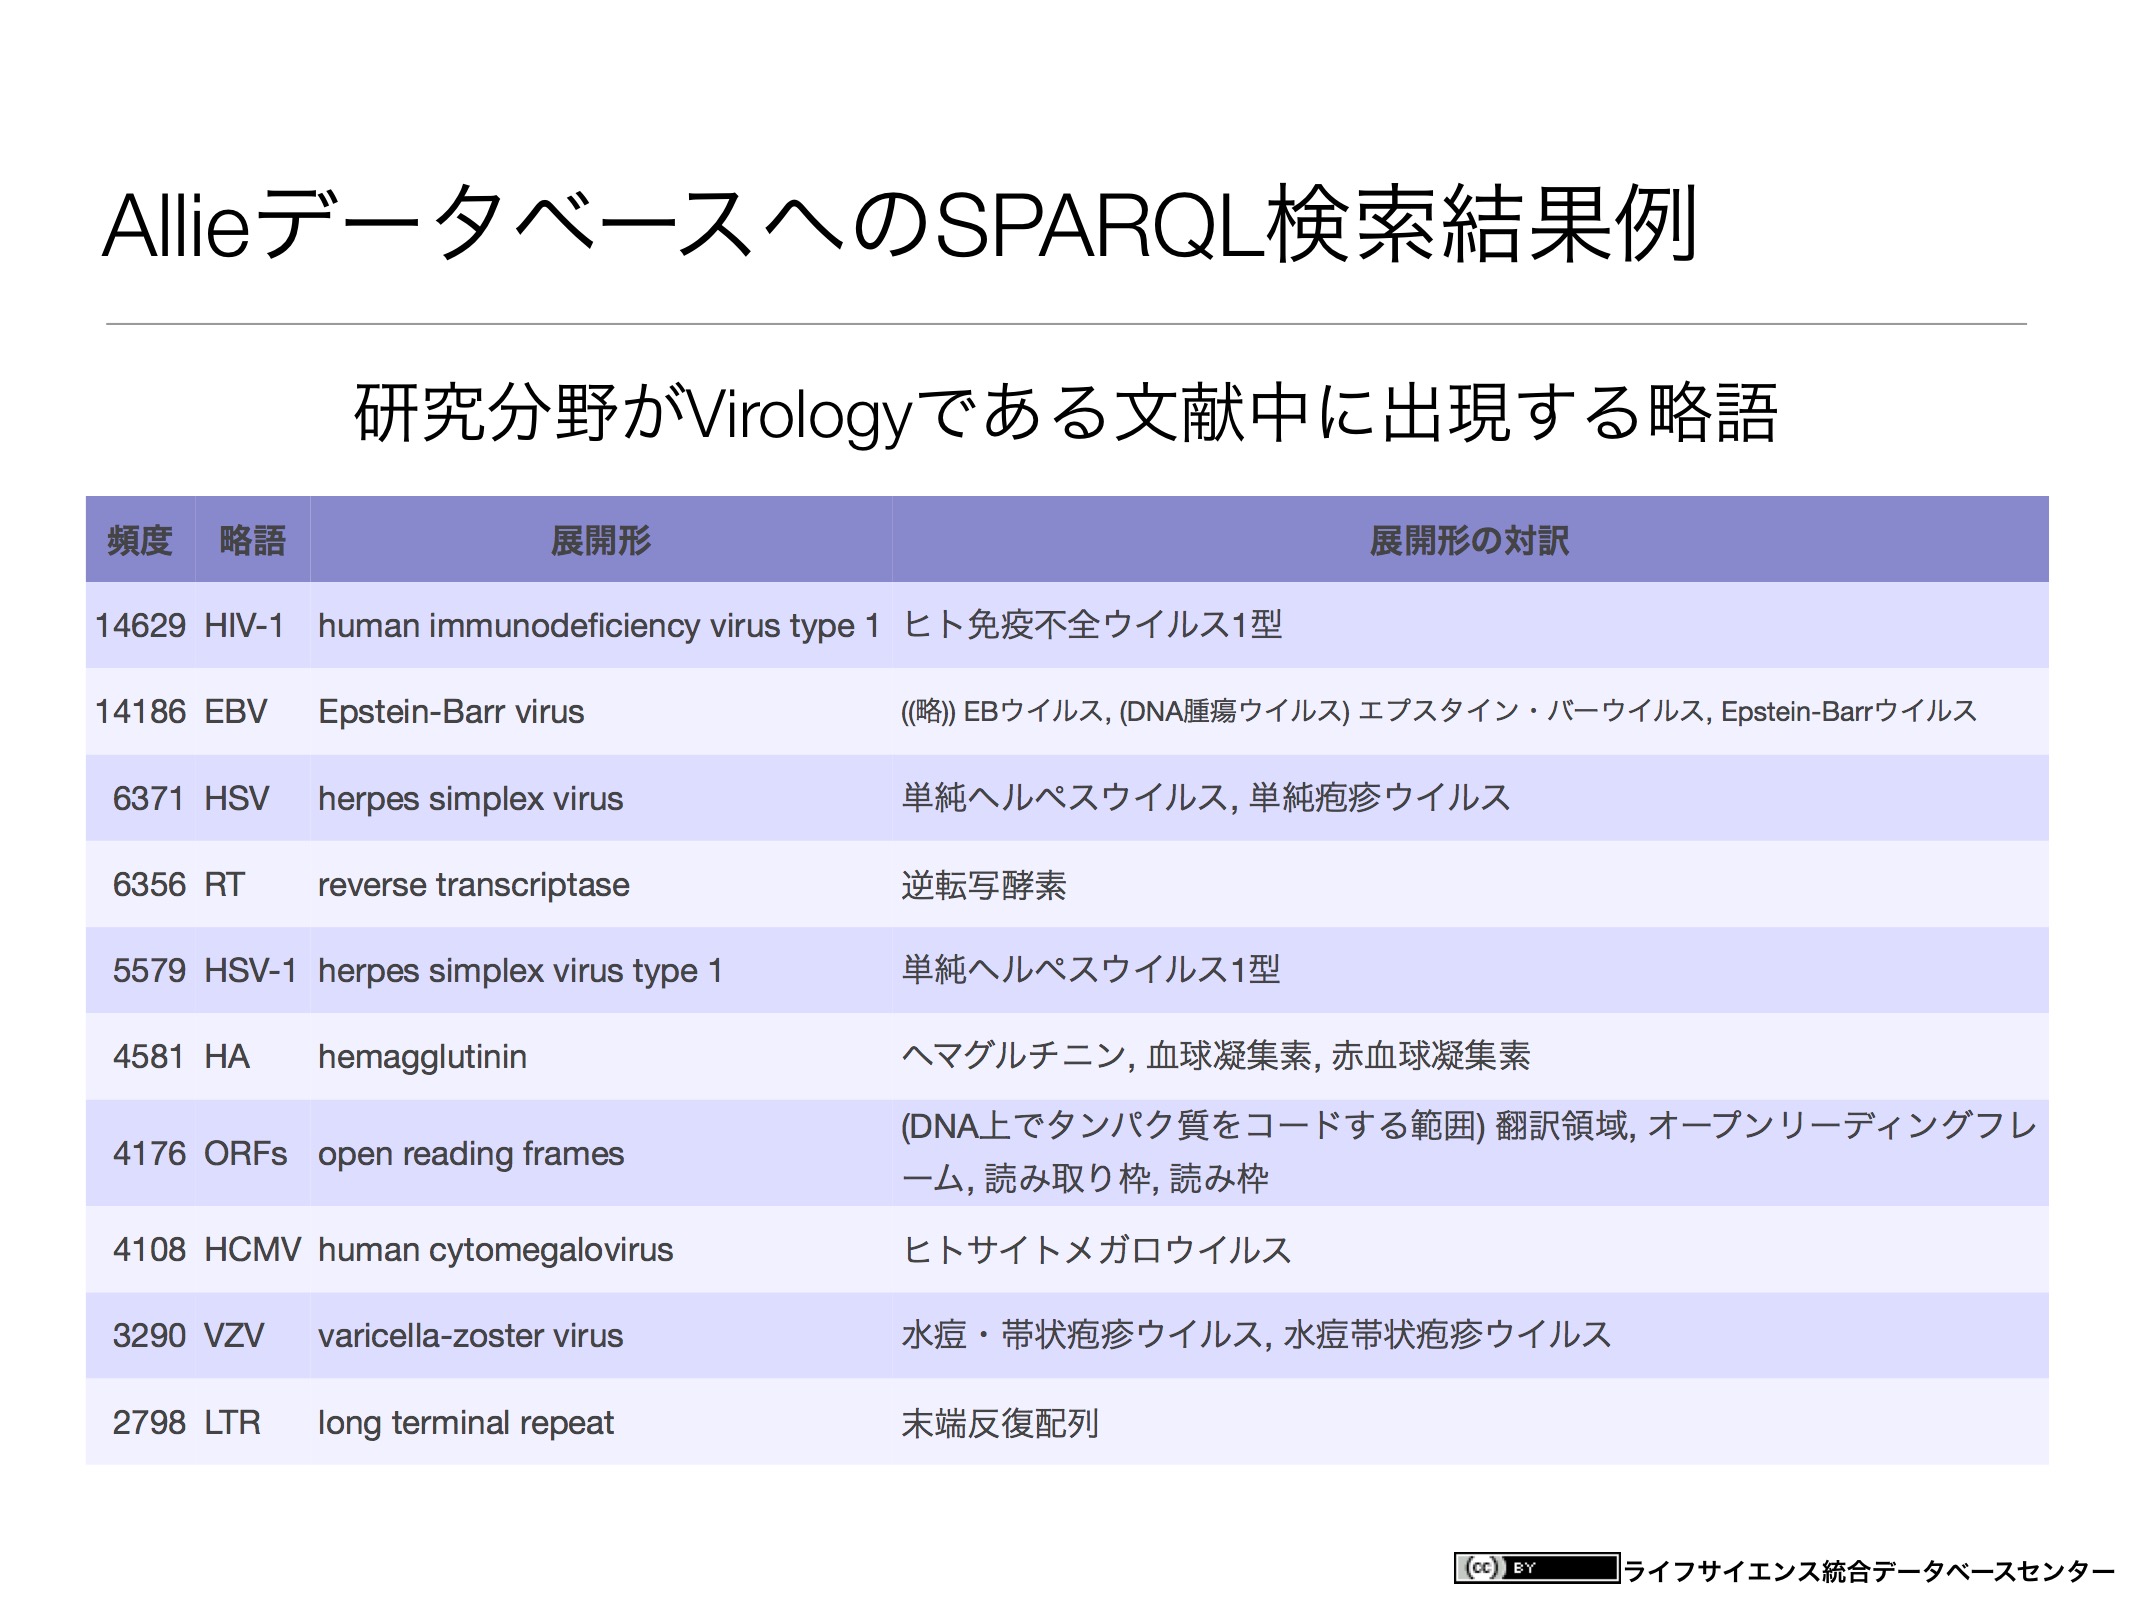 AllieデータベースへのSPARQL検索結果例
研究分野がVirologyである文献中に出現する略語
頻度 略語 展開形 展開形の対訳
14629 HIV-1 human immunodeficiency virus type 1 ヒト免疫不全ウイルス1型
14186 EBV Epstein-Barr virus ((略)) EBウイルス, (DNA腫瘍ウイルス) エプスタイン・バーウイルス, Epstein-Barrウイルス
6371 HSV herpes simplex virus 単純ヘルペスウイルス, 単純疱疹ウイルス
6356 RT reverse transcriptase 逆転写酵素
5579 HSV-1 herpes simplex virus type 1 単純ヘルペスウイルス1型
4581 HA hemagglutinin ヘマグルチニン, 血球凝集素, 赤血球凝集素
4176 ORFs open reading frames (DNA上でタンパク質をコードする範囲) 翻訳領域, オープンリーディングフレ
ーム, 読み取り枠, 読み枠
4108 HCMV human cytomegalovirus ヒトサイトメガロウイルス
3290 VZV varicella-zoster virus 水痘・帯状疱疹ウイルス, 水痘帯状疱疹ウイルス
2798 LTR long terminal repeat 末端反復配列
(cc) BY ライフサイエンス統合データベースセンター